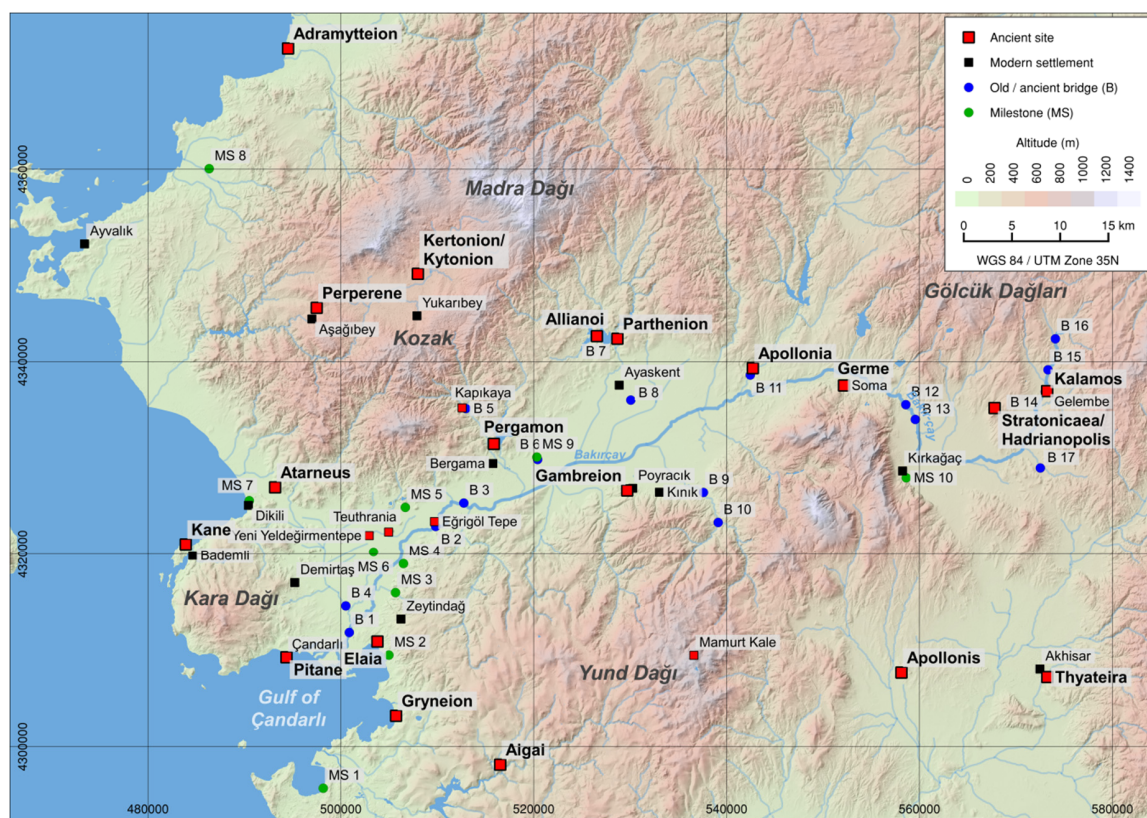 Adramytteion
Ancient site
Modern settlement
Old / ancient bridge (B)
Milestone (MS)
Altitude (m)
0 200 400 600 800 1000 1200 1400
0 5 10 15 km
WGS 84 / UTM Zone 35N
4360000
MS 8
Madra Dağı
Ayvalık
Kertonion/
Kytonion
Gölcük Dağları
Perperene
Yukarıbey
Aşağıbey
Kozak
Allianoi
Parthenion
B 7
B 16
4340000
Apollonia
B 15
Germe
B 11
Soma
Kalamos
Ayaskent
B 8
B 12
Gelembe
Kapıkaya
B 5
B 13
B 14
Stratonicaea/
Hadrianopolis
Pergamon
B 6
MS 9
Bakırçay
Bergama
Kırkağaç
B 17
Atarneus
Gambreion
Poyracık
Kınık
B 9
MS 10
MS 7
Dikili
MS 5
B 3
B 10
Teuthrania
Eğrigöl Tepe
Kane
Yeni Yeldeğirmentepe
B 2
4320000
Bademli
MS 4
MS 6
Demirtaş
MS 3
Kara Dağı
B 4
Zeytindağ
B 1
Çandarlı
MS 2
Elaia
Pitane
Mamurt Kale
Yund Dağı
Apollonis
Akhisar
Thyateira
Gulf of
Çandarlı
Gryneion
4300000
Aigai
MS 1
480000
500000
520000
540000
560000
580000